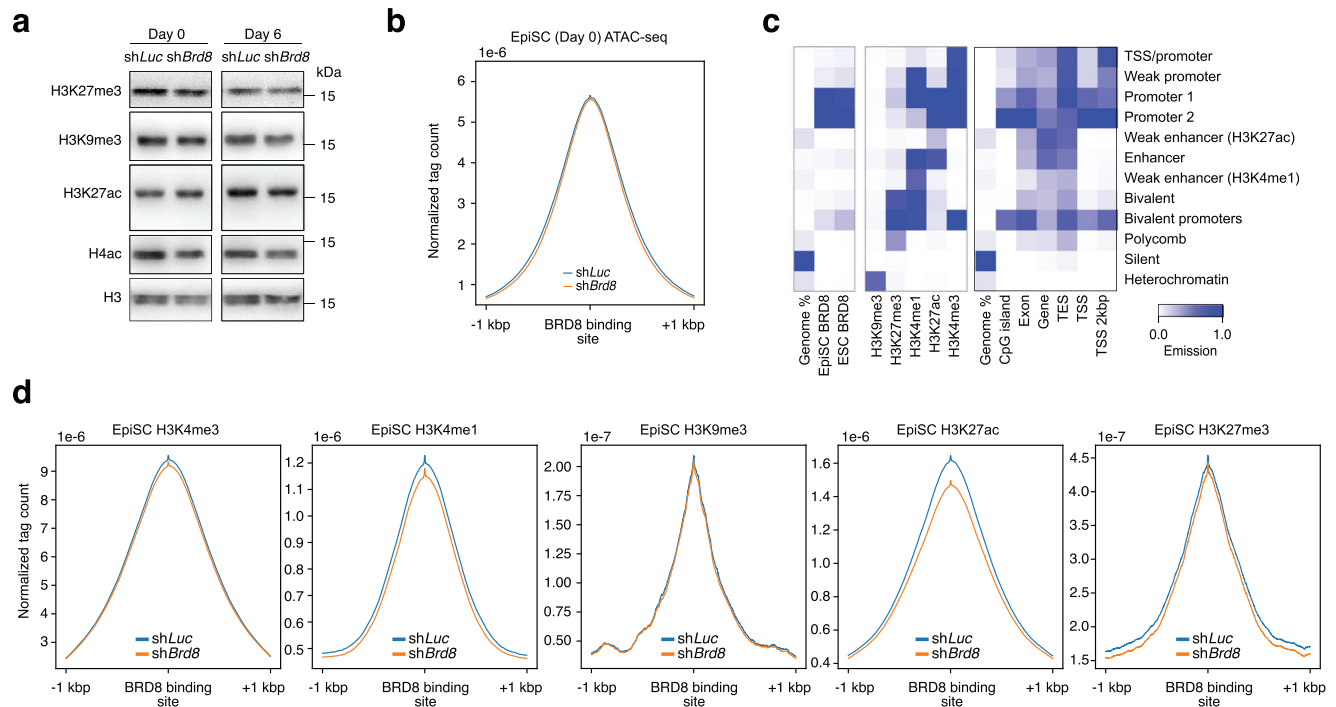 a
Day 0
Day 6
shLuc shBrd8 shLuc shBrd8
kDa
H3K27me3
15
H3K9me3
15
H3K27ac
15
H4ac
15
H3
15
b
EpiSC (Day 0) ATAC-seq
1e-6
Normalized tag count
6
5
4
3
2
1
shLuc
shBrd8
-1 kbp
BRD8 binding
site
+1 kbp
c
TSS/promoter
Weak promoter
Promoter 1
Promoter 2
Weak enhancer (H3K27ac)
Enhancer
Weak enhancer (H3K4me1)
Bivalent
Bivalent promoters
Polycomb
Silent
Heterochromatin
Genome %
EpiSC BRD8
ESC BRD8
H3K9me3
H3K27me3
H3K4me1
H3K27ac
H3K4me3
Genome %
CpG island
Exon
Gene
TES
TSS
TSS 2kbp
0.0
1.0
Emission
d
Normalized tag count
EpiSC H3K4me3
1e-6
9
8
7
6
5
4
3
shLuc
shBrd8
-1 kbp
BRD8 binding
site
+1 kbp
EpiSC H3K4me1
1e-6
1.2
1.1
1.0
0.9
0.8
0.7
0.6
0.5
shLuc
shBrd8
-1 kbp
BRD8 binding
site
+1 kbp
EpiSC H3K9me3
1e-7
2.00
1.75
1.50
1.25
1.00
0.75
0.50
shLuc
shBrd8
-1 kbp
BRD8 binding
site
+1 kbp
EpiSC H3K27ac
1e-6
1.6
1.4
1.2
1.0
0.8
0.6
0.4
shLuc
shBrd8
-1 kbp
BRD8 binding
site
+1 kbp
EpiSC H3K27me3
1e-7
4.5
4.0
3.5
3.0
2.5
2.0
1.5
shLuc
shBrd8
-1 kbp
BRD8 binding
site
+1 kbp